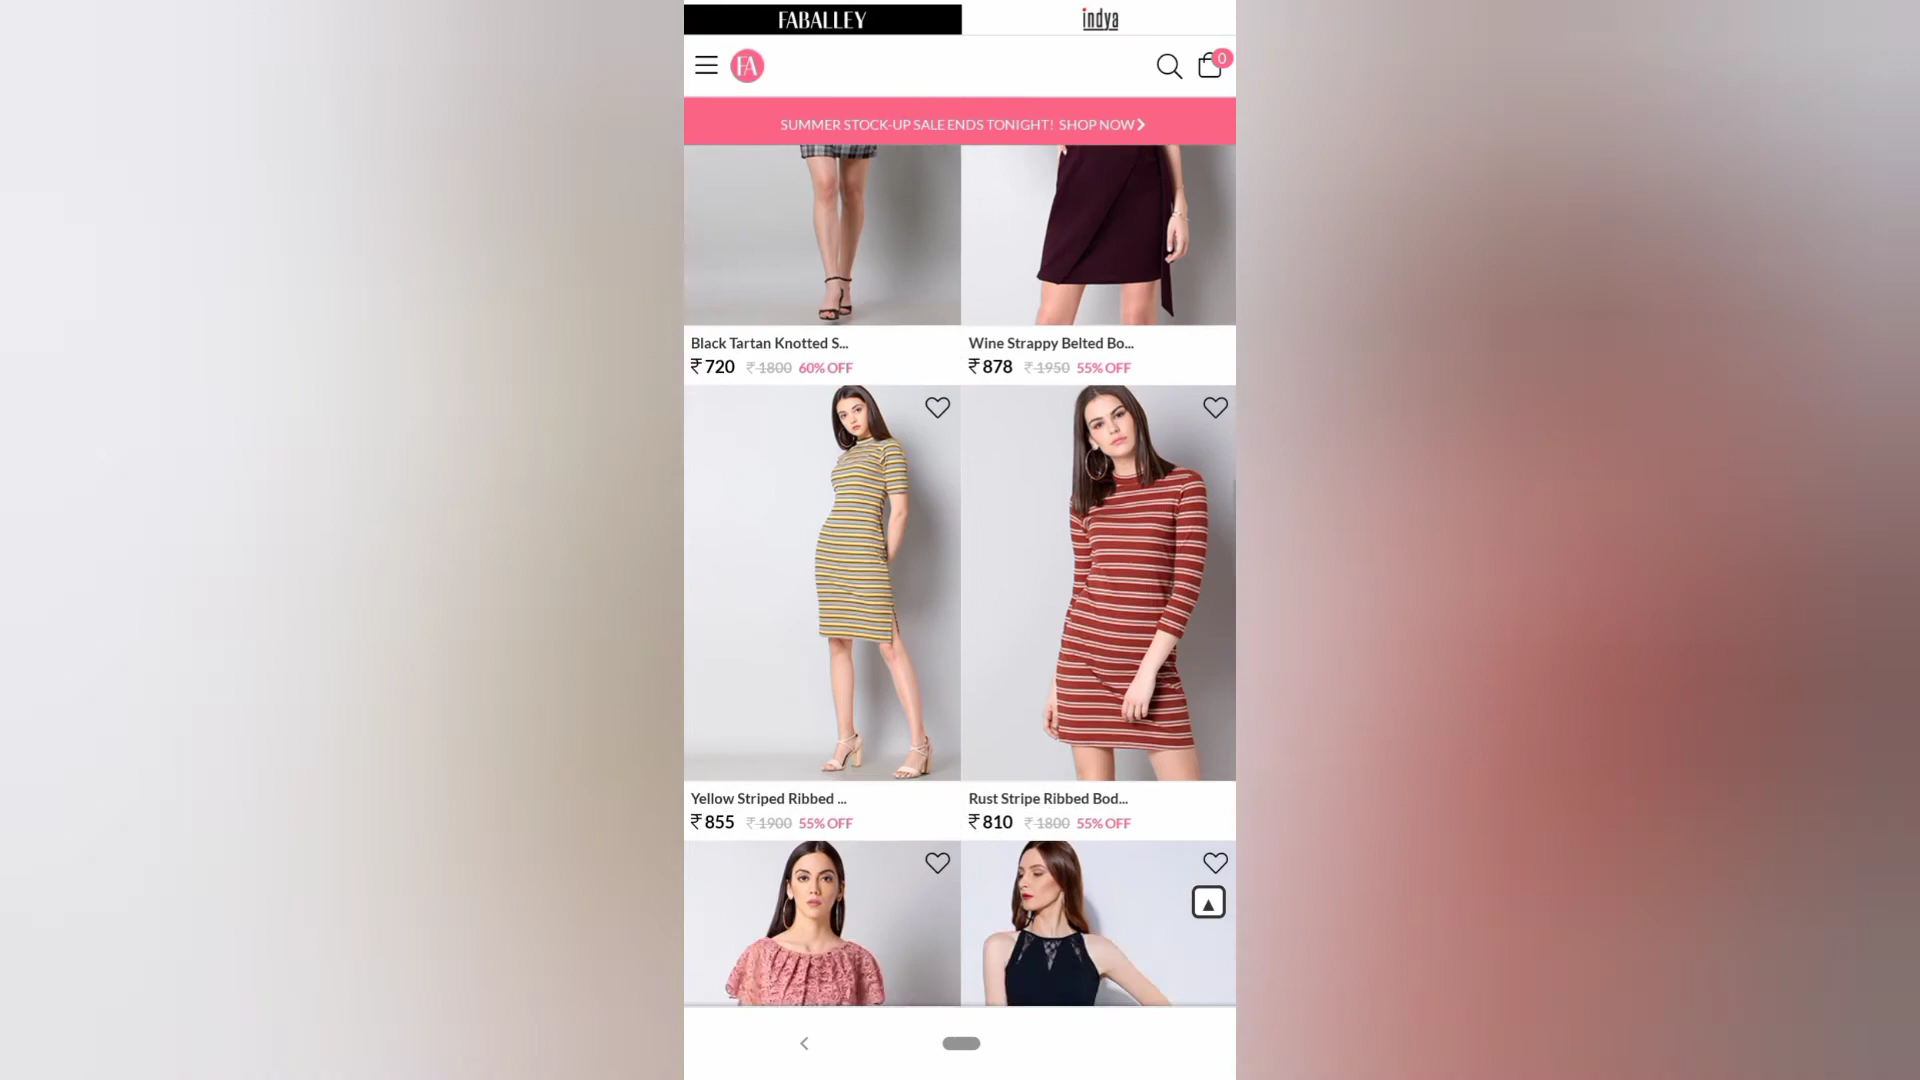 FABALLEY
indya
FA
0
SUMMER STOCK-UP SALE ENDS TONIGHT! SHOP NOW
Black Tartan Knotted S...
₹720 ₹1800 60% OFF
Wine Strappy Belted Bo...
₹878 ₹1950 55% OFF
Yellow Striped Ribbed ...
₹855 ₹1900 55% OFF
Rust Stripe Ribbed Bod...
₹810 ₹1800 55% OFF